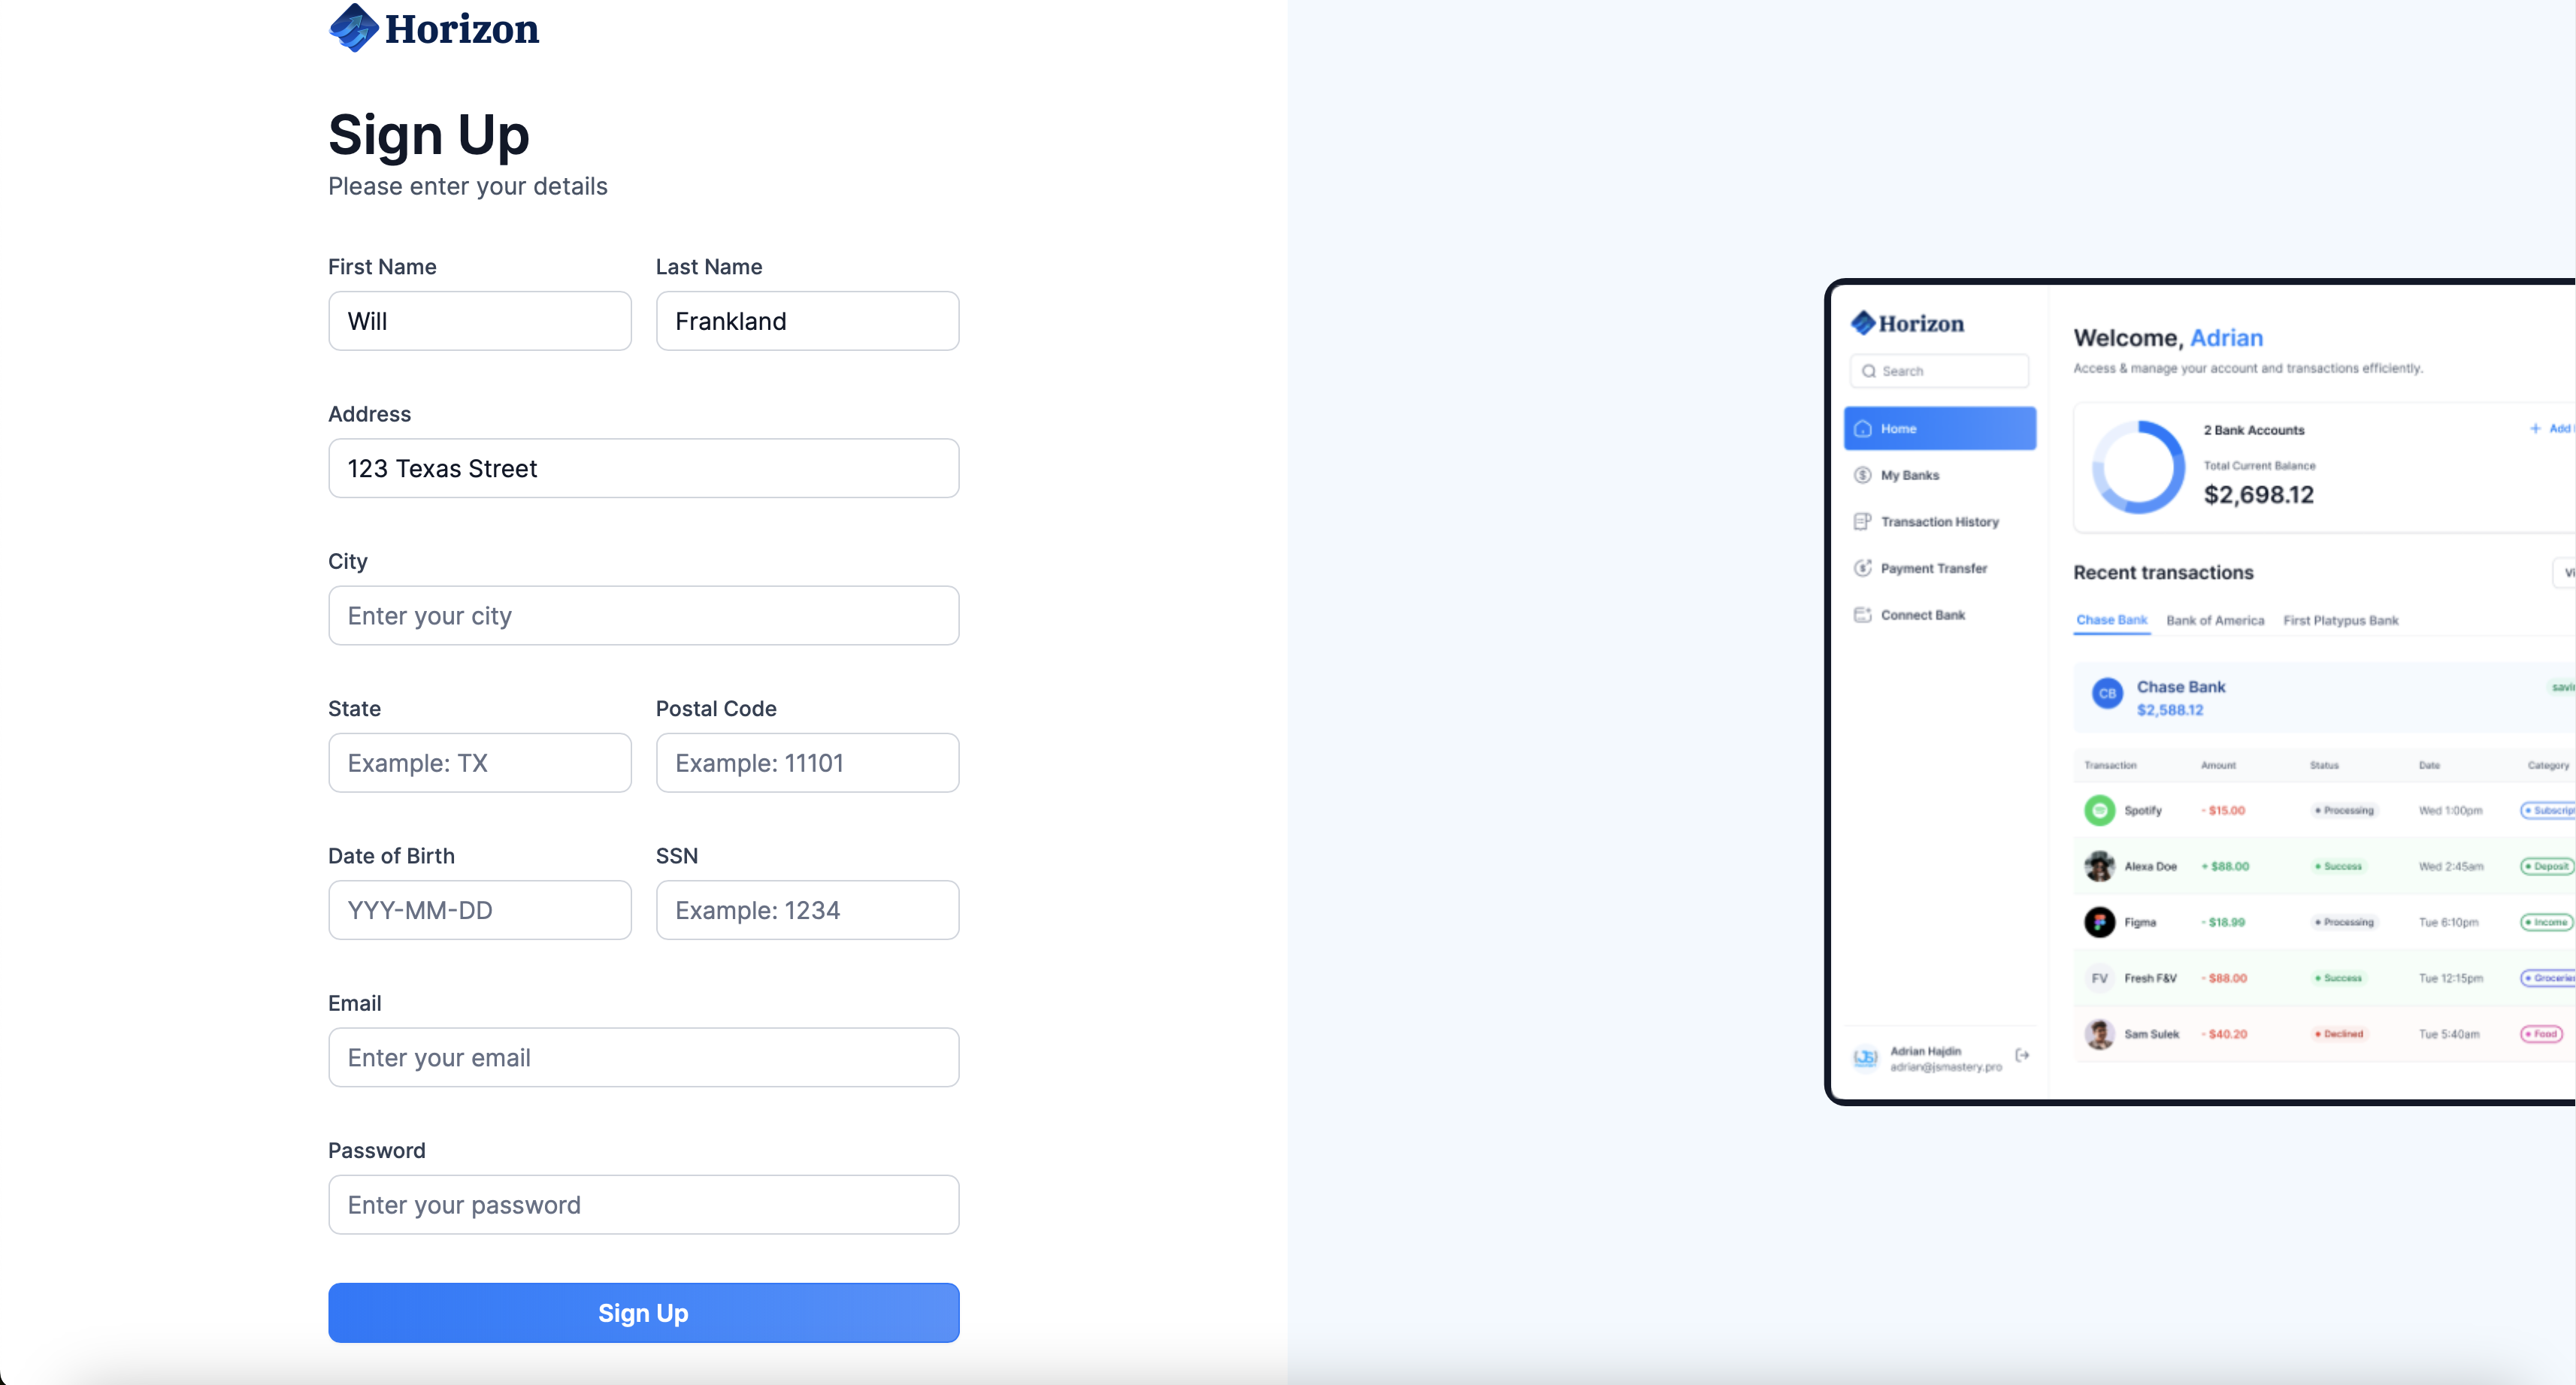 Horizon
Sign Up
Please enter your details
First Name Last Name
Will Frankland
Address
123 Texas Street
City
Enter your city
State Postal Code
Example: TX Example: 11101
Date of Birth SSN
YYY-MM-DD Example: 1234
Email
Enter your email
Password
Enter your password
Sign Up
Horizon
Search
Home
My Banks
Transaction History
Payment Transfer
Connect Bank
JS
Adrian Hajdin
adrian@jsmastery.pro
Welcome, Adrian
Access & manage your account and transactions efficiently.
2 Bank Accounts + Add
Total Current Balance
$2,698.12
Recent transactions Vi
Chase Bank Bank of America First Platypus Bank
CB Chase Bank savi
$2,588.12
Transaction Amount Status Date Category
Spotify - $15.00 Processing Wed 1:00pm Subscrip
Alexa Doe + $88.00 Success Wed 2:45am Deposit
Figma - $18.99 Processing Tue 6:10pm Income
FV Fresh F&V - $88.00 Success Tue 12:15pm Groceries
Sam Sulek - $40.20 Declined Tue 5:40am Food